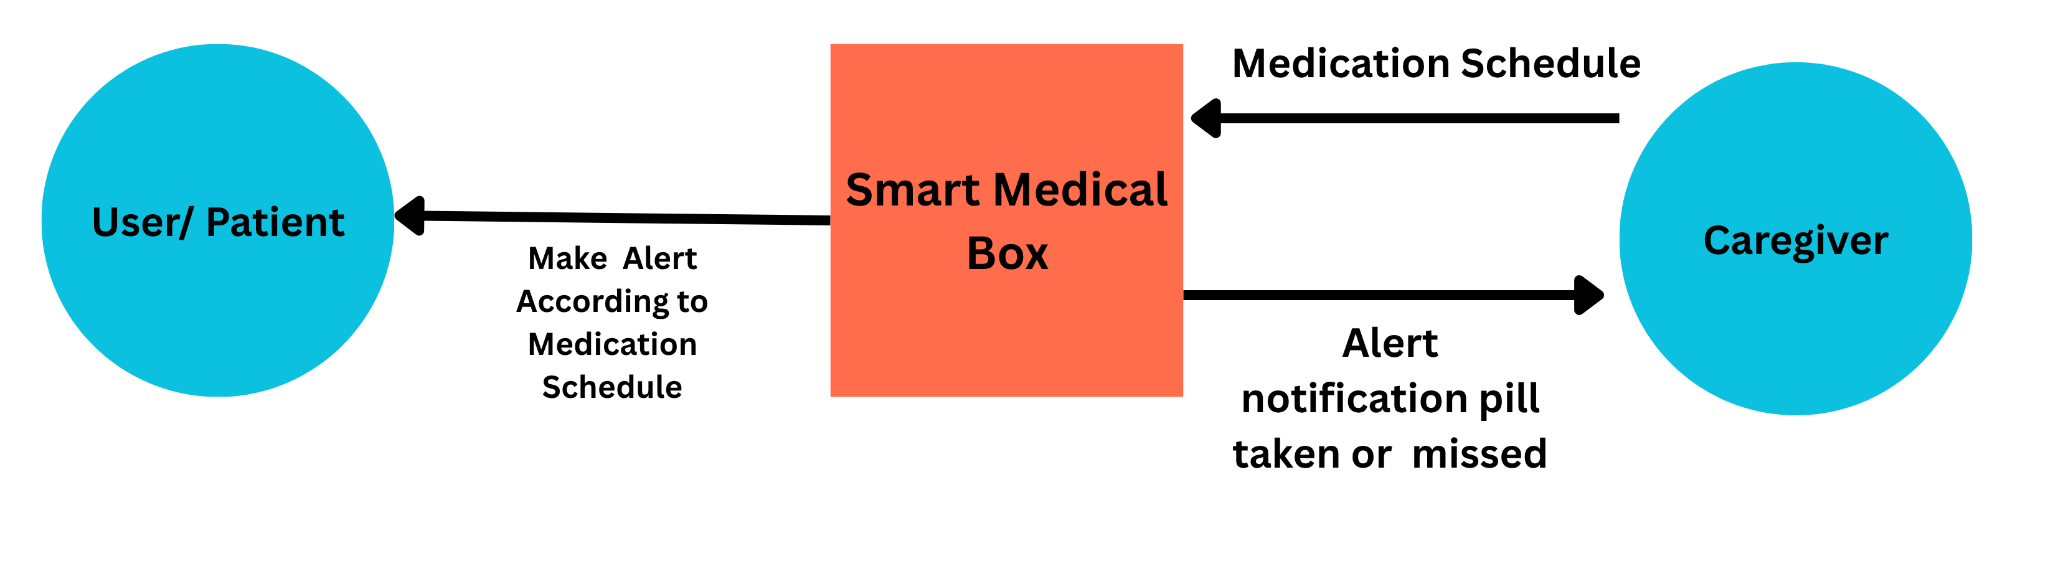 User/ Patient
Make  Alert
According to
Medication
Schedule
Smart Medical
Box
Medication Schedule
Alert
notification pill
taken or  missed
Caregiver